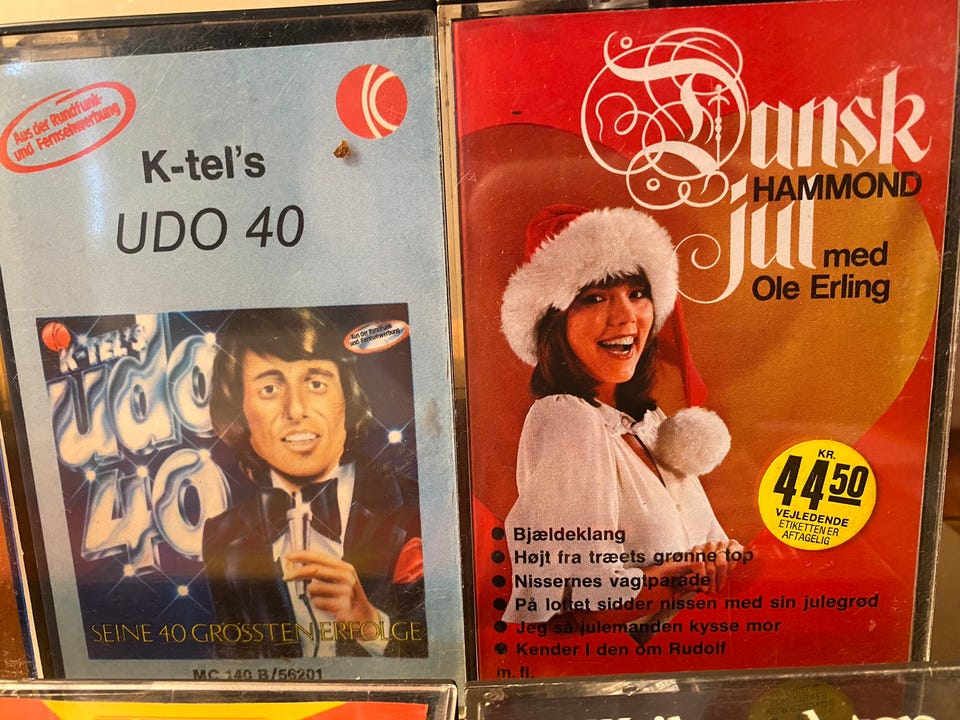 Aus der Rundfunk-
und Fernsehwerbung
K-tel's
UDO 40
K-TEL'S
udo
40
Aus der Rundfunk-
und Fernsehwerbung
SEINE 40 GRÖSSTEN ERFOLGE
MC 140 B/56201
Dansk
HAMMOND
jul
med
Ole Erling
KR.
44 50
VEJLEDENDE
ETIKETTEN ER
AFTAGELIG
● Bjældeklang
● Højt fra træets grønne top
● Nissernes vagtparade
● På loftet sidder nissen med sin julegrød
● Jeg så julemanden kysse mor
● Kender I den om Rudolf
m.fl.